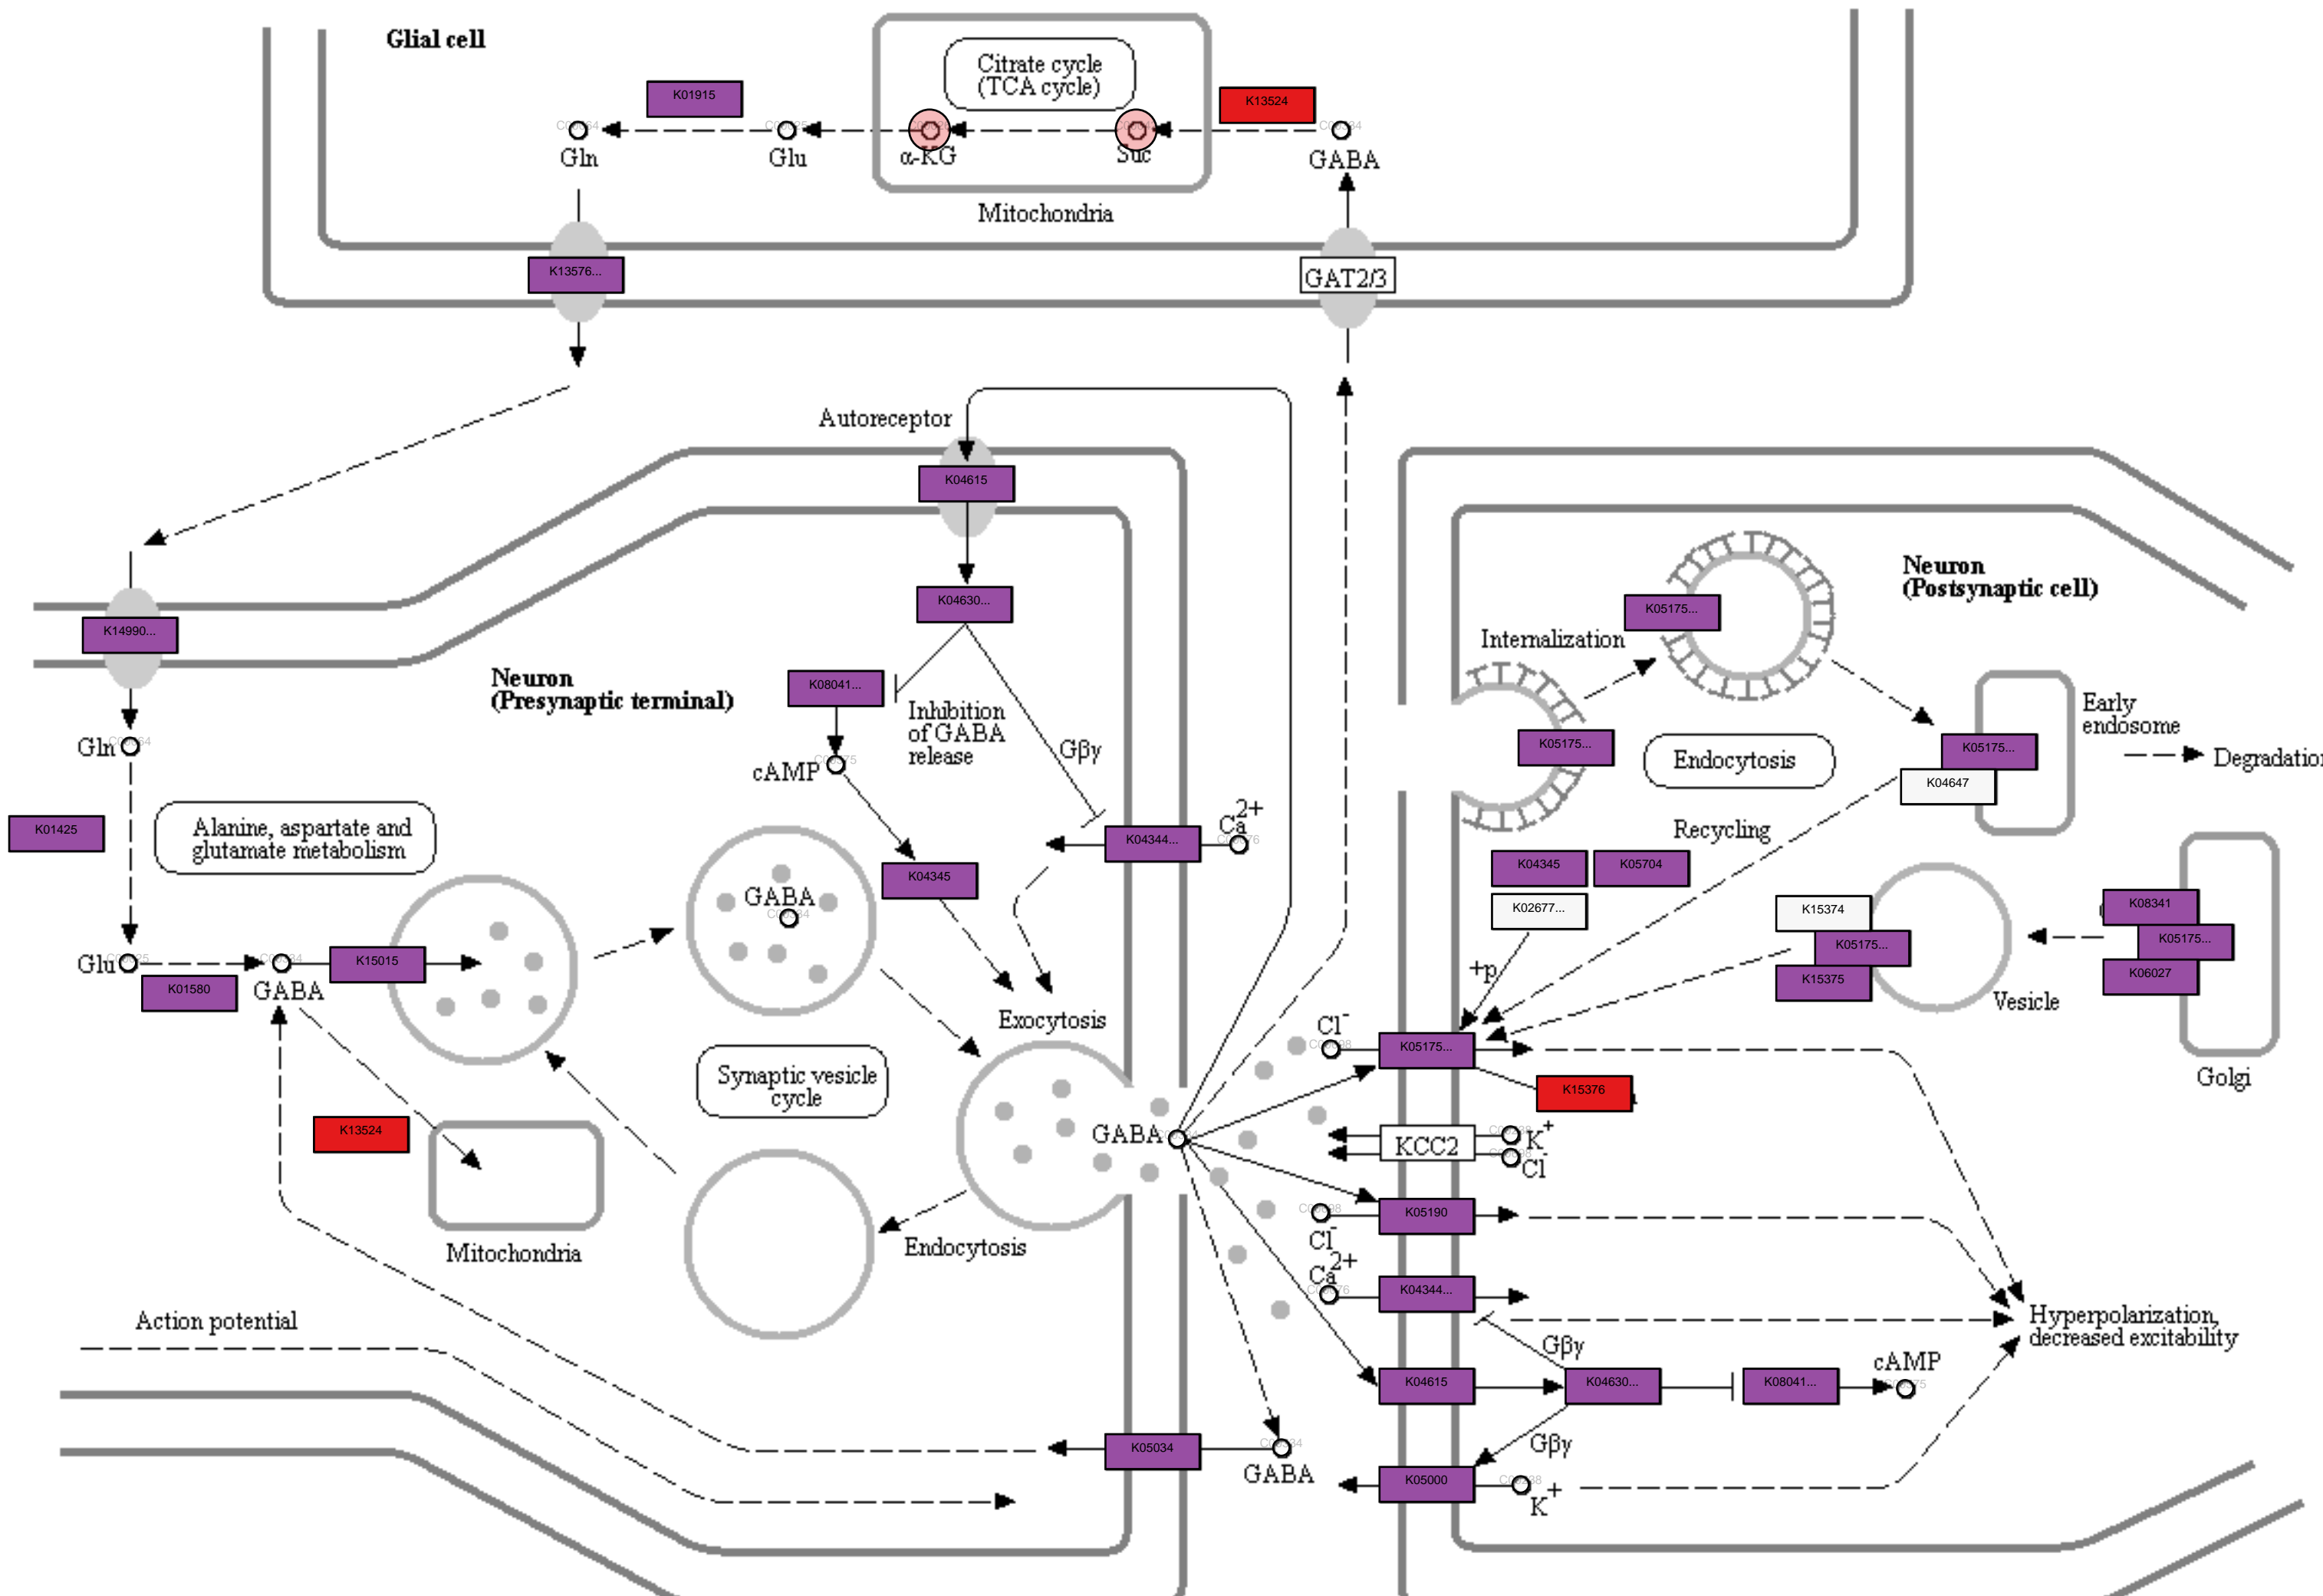 Glial cell
Citrate cycle
(TCA cycle)
K01915
K13524
Gln
Glu
α-KG
Suc
GABA
Mitochondria
K13576...
GAT2/3
Autoreceptor
K04615
K04630...
K14990...
Neuron
(Presynaptic terminal)
K08041...
Inhibition
of GABA
release
Gβγ
cAMP
Gln
K01425
Alanine, aspartate and
glutamate metabolism
Ca2+
K04344...
K04345
GABA
Glu
K01580
GABA
K15015
Exocytosis
Synaptic vesicle
cycle
K13524
Mitochondria
Endocytosis
GABA
Action potential
K05034
GABA
Neuron
(Postsynaptic cell)
K05175...
Internalization
K05175...
Endocytosis
Early
endosome
K05175...
K04647
Degradation
Recycling
K04345
K05704
K02677...
+p
K15374
K05175...
K15375
Vesicle
K08341
K05175...
K06027
Golgi
Cl-
K05175...
K15376
KCC2
K+
Cl-
K05190
Cl-
Ca2+
K04344...
Hyperpolarization,
decreased excitability
Gβγ
K04615
K04630...
K08041...
cAMP
Gβγ
K05000
K+